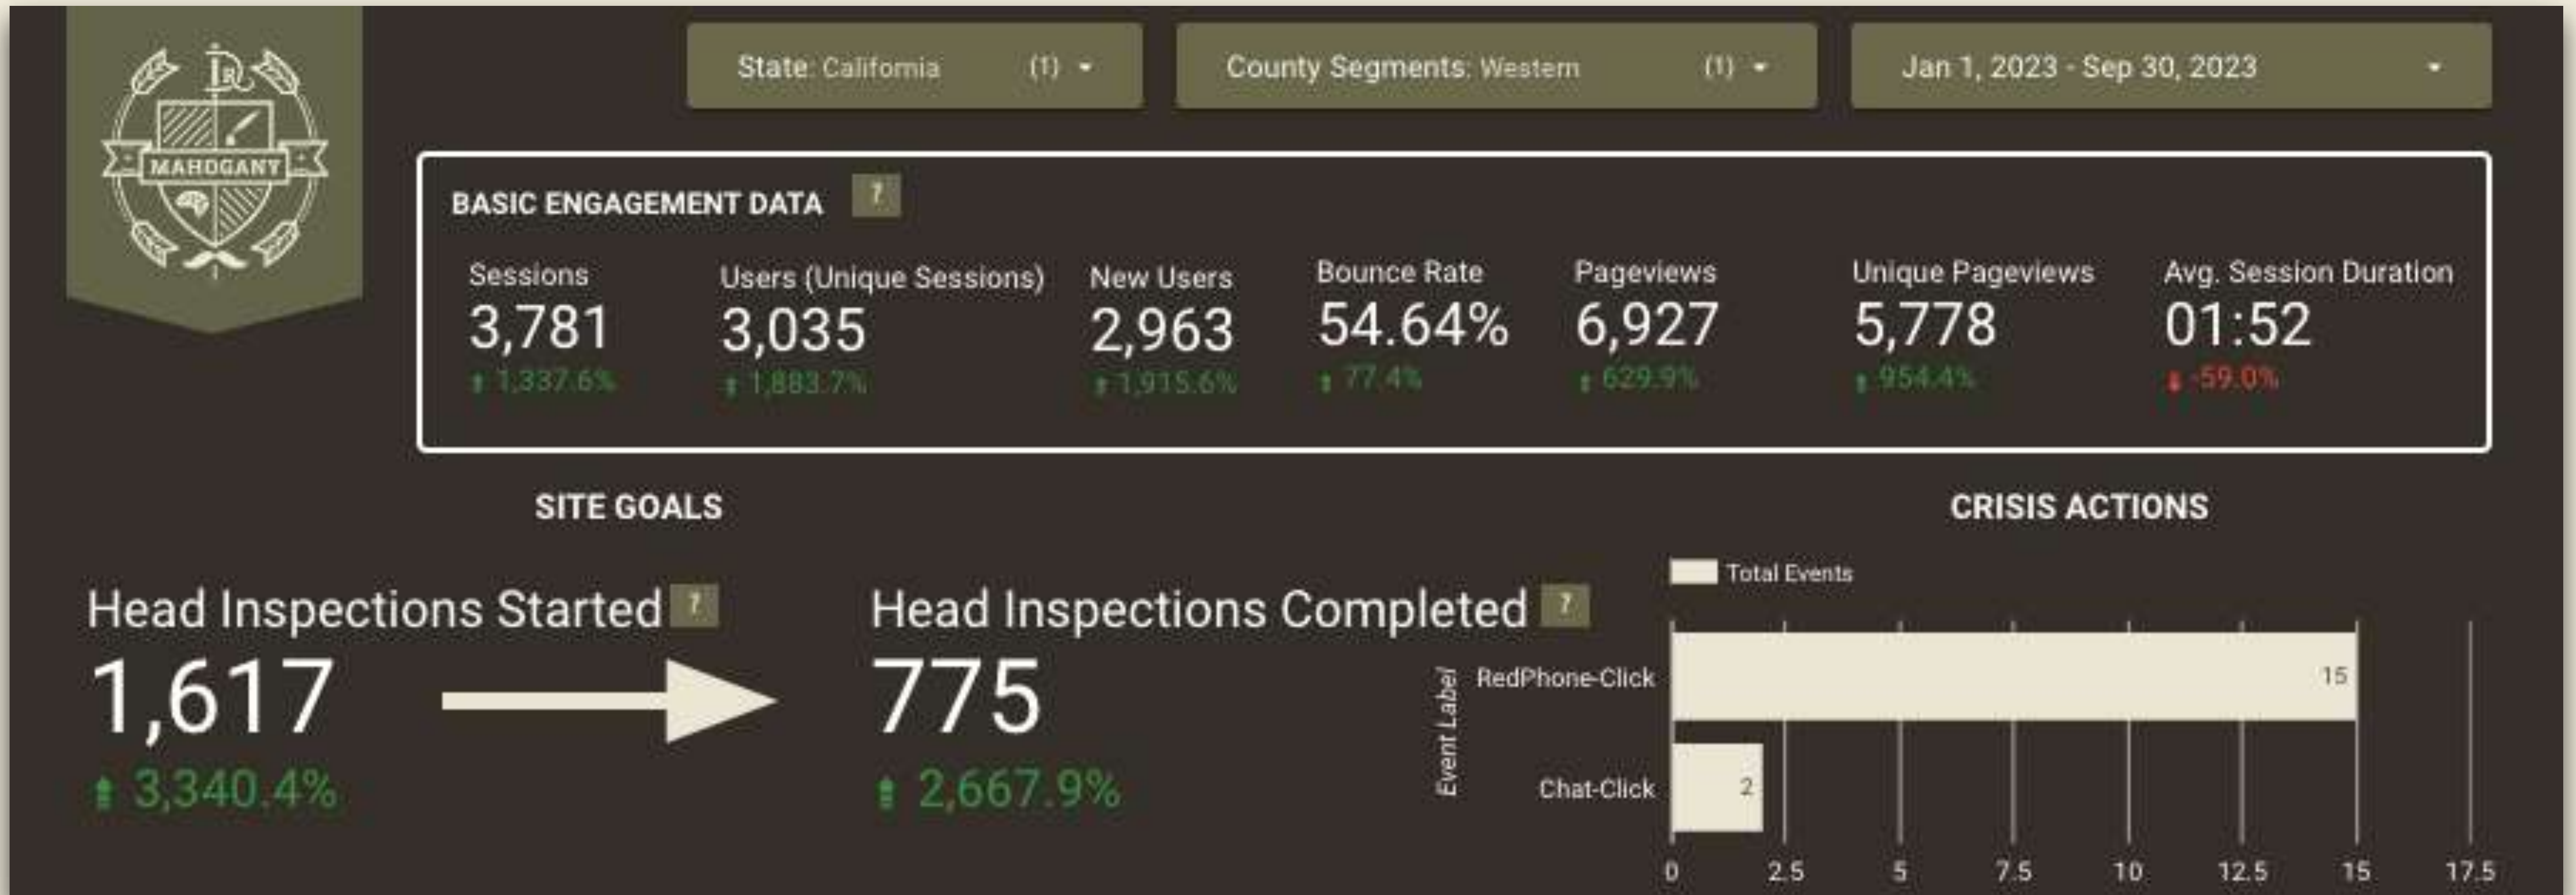 DR
MAHOGANY
State: California (1)
County Segments: Western (1)
Jan 1, 2023 - Sep 30, 2023
BASIC ENGAGEMENT DATA ?
Sessions
3,781
1,337.6%
Users (Unique Sessions)
3,035
1,883.7%
New Users
2,963
1,915.6%
Bounce Rate
54.64%
77.4%
Pageviews
6,927
629.9%
Unique Pageviews
5,778
954.4%
Avg. Session Duration
01:52
-59.0%
SITE GOALS
Head Inspections Started ?
1,617
3,340.4%
Head Inspections Completed ?
775
2,667.9%
CRISIS ACTIONS
Total Events
Event Label
RedPhone-Click
15
Chat-Click
2
0 2.5 5 7.5 10 12.5 15 17.5